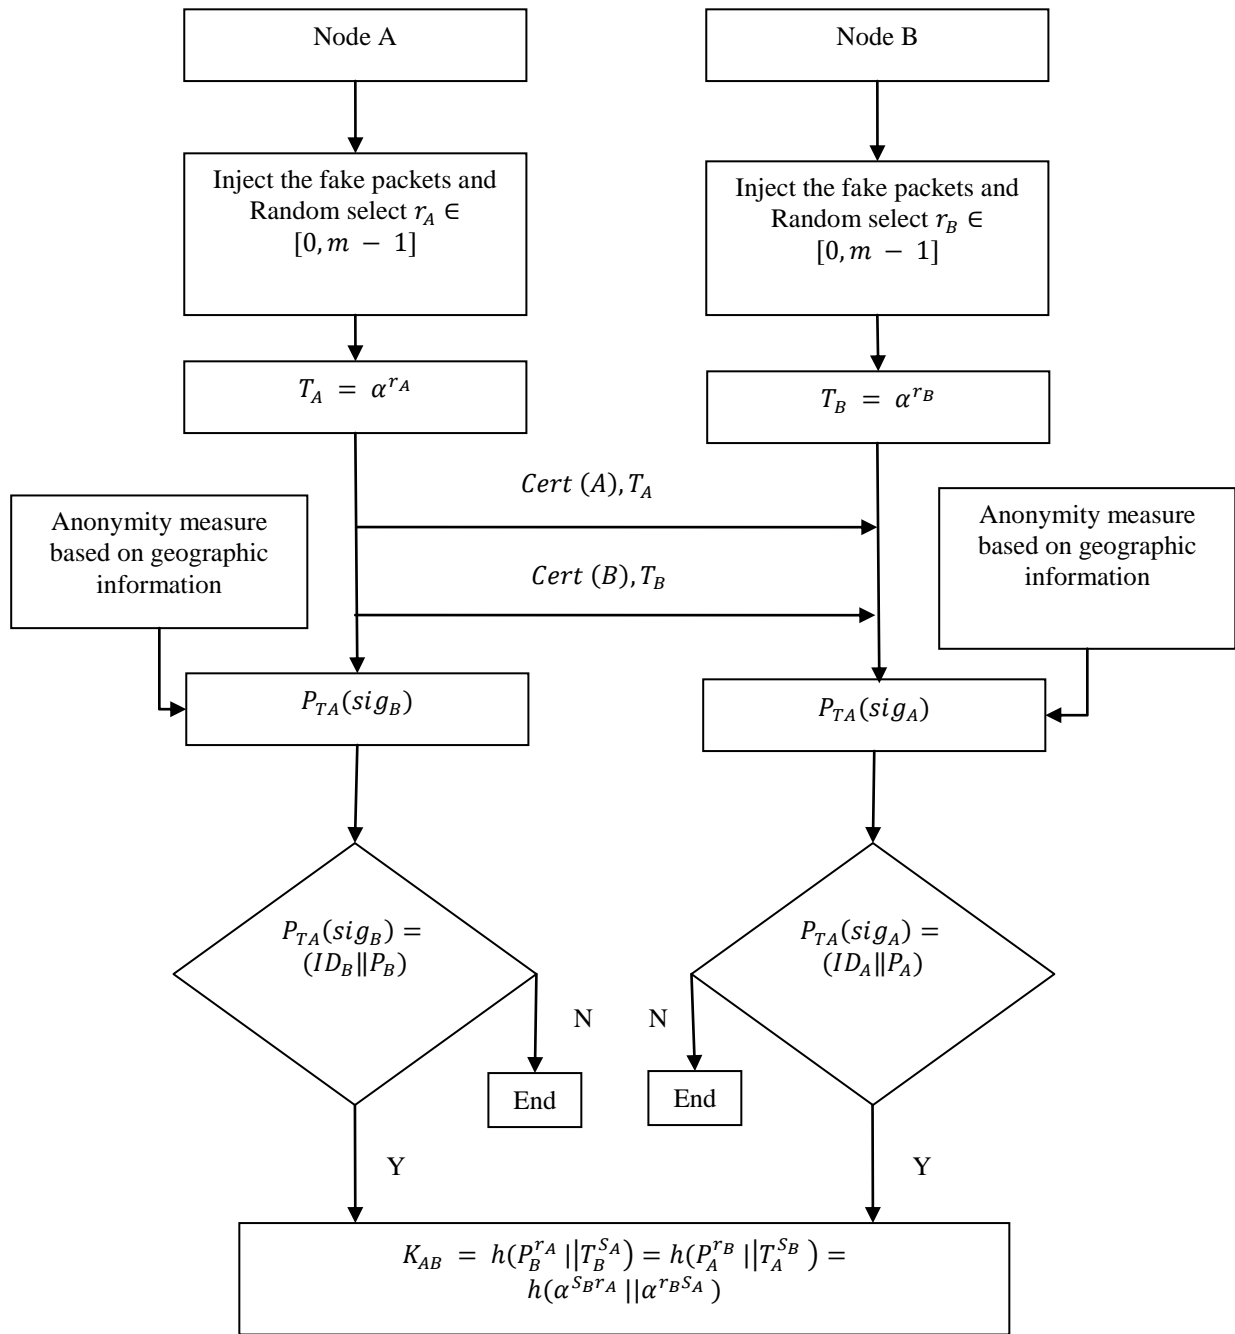 Node A
Node B
Inject the fake packets and
Random select r_A ∈
[0, m − 1]
Inject the fake packets and
Random select r_B ∈
[0, m − 1]
T_A = α^{r_A}
T_B = α^{r_B}
Cert (A), T_A
Anonymity measure
based on geographic
information
Anonymity measure
based on geographic
information
Cert (B), T_B
P_{TA}(sig_B)
P_{TA}(sig_A)
P_{TA}(sig_B) =
(ID_B‖P_B)
P_{TA}(sig_A) =
(ID_A‖P_A)
N
N
End
End
Y
Y
K_{AB} = h(P_B^{r_A}||T_B^{S_A}) = h(P_A^{r_B}||T_A^{S_B}) =
h(α^{S_B r_A}||α^{r_B S_A})